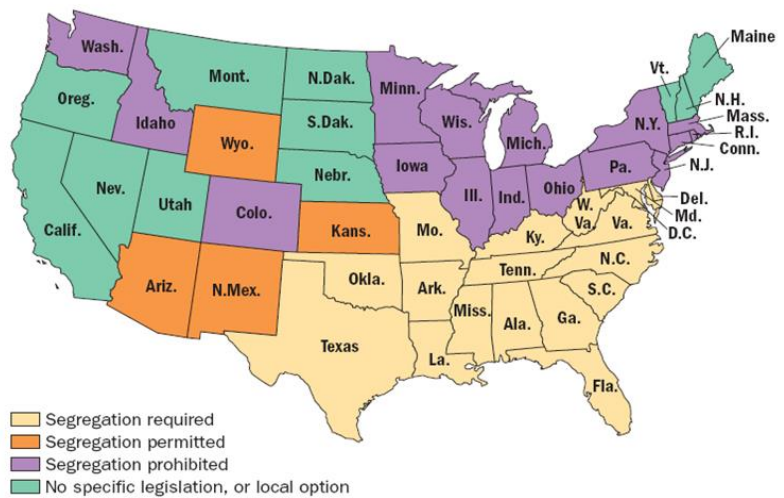 Wash.
Mont.
N.Dak.
Minn.
Vt.
Maine
N.H.
Mass.
R.I.
Conn.
N.J.
Oreg.
Idaho
Wyo.
S.Dak.
Wis.
Mich.
N.Y.
Nebr.
Iowa
Pa.
Nev.
Utah
Colo.
Ill.
Ind.
Ohio
Del.
Md.
D.C.
Calif.
Kans.
Mo.
W.
Va.
Va.
Ky.
N.C.
Tenn.
Ariz.
N.Mex.
Okla.
Ark.
S.C.
Miss.
Ala.
Ga.
Texas
La.
Fla.
Segregation required
Segregation permitted
Segregation prohibited
No specific legislation, or local option